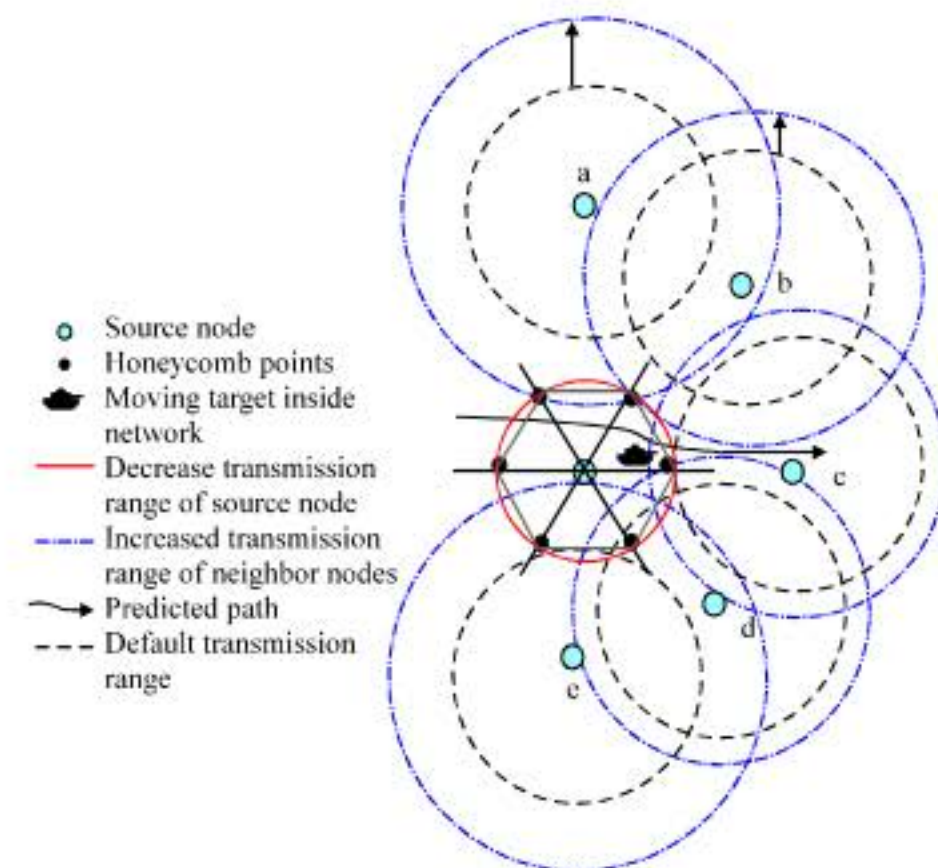 a
b
Source node
Honeycomb points
Moving target inside
network
Decrease transmission
range of source node
Increased transmission
range of neighbor nodes
Predicted path
Default transmission
range
c
d
e